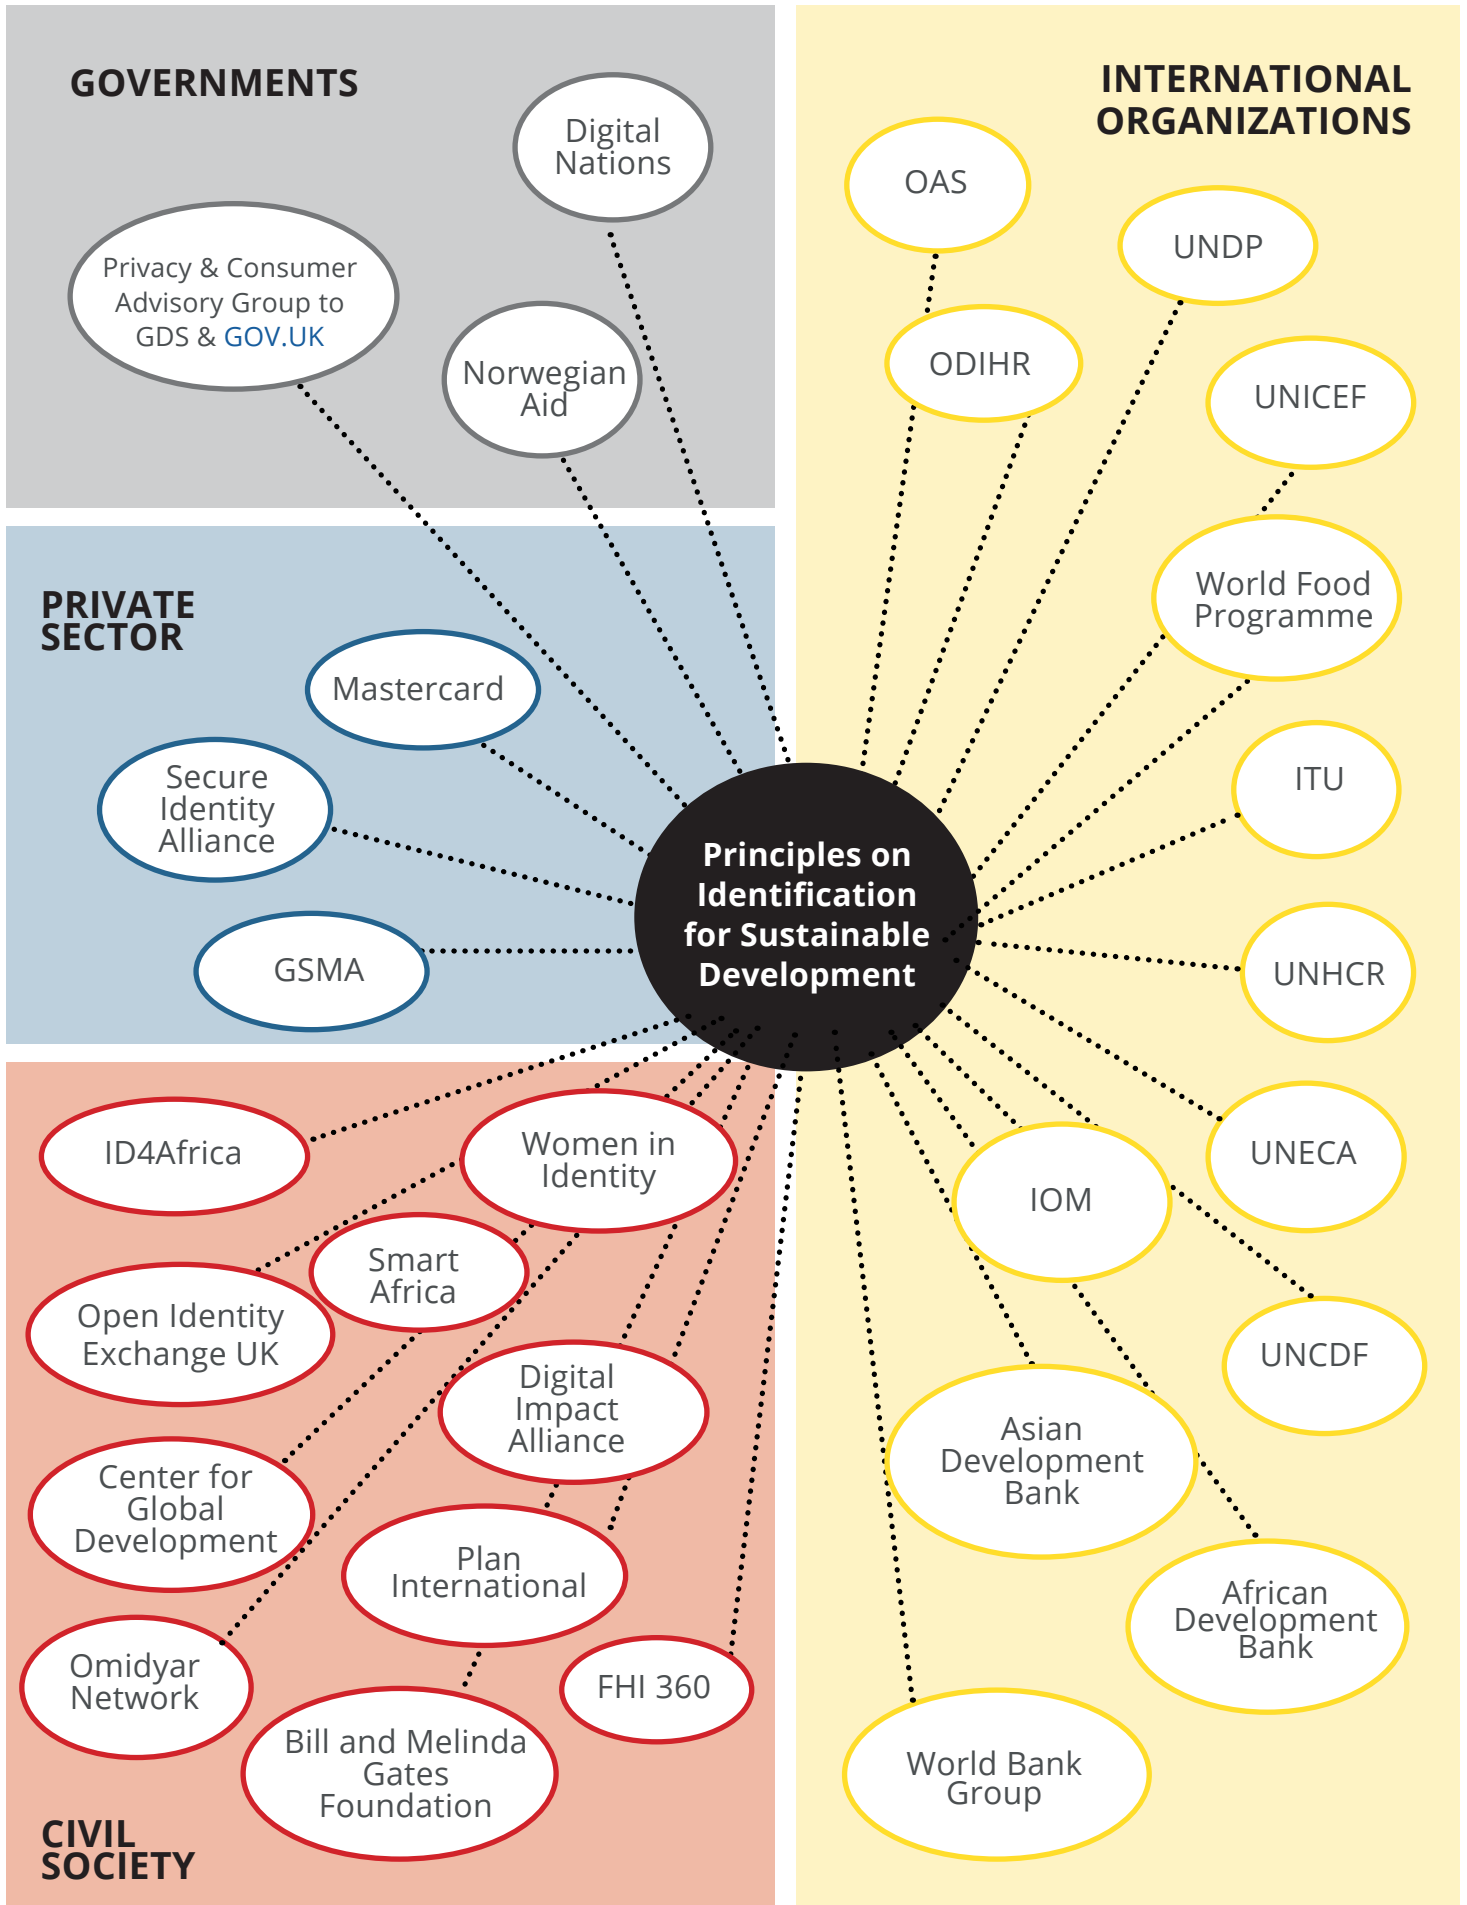 GOVERNMENTS
Digital
Nations
Privacy & Consumer
Advisory Group to
GDS & GOV.UK
Norwegian
Aid
INTERNATIONAL
ORGANIZATIONS
OAS
UNDP
ODIHR
UNICEF
World Food
Programme
ITU
UNHCR
UNECA
IOM
UNCDF
Asian
Development
Bank
African
Development
Bank
World Bank
Group
PRIVATE
SECTOR
Mastercard
Secure
Identity
Alliance
GSMA
Principles on
Identification
for Sustainable
Development
ID4Africa
Women in
Identity
Smart
Africa
Open Identity
Exchange UK
Digital
Impact
Alliance
Center for
Global
Development
Plan
International
Omidyar
Network
FHI 360
Bill and Melinda
Gates
Foundation
CIVIL
SOCIETY